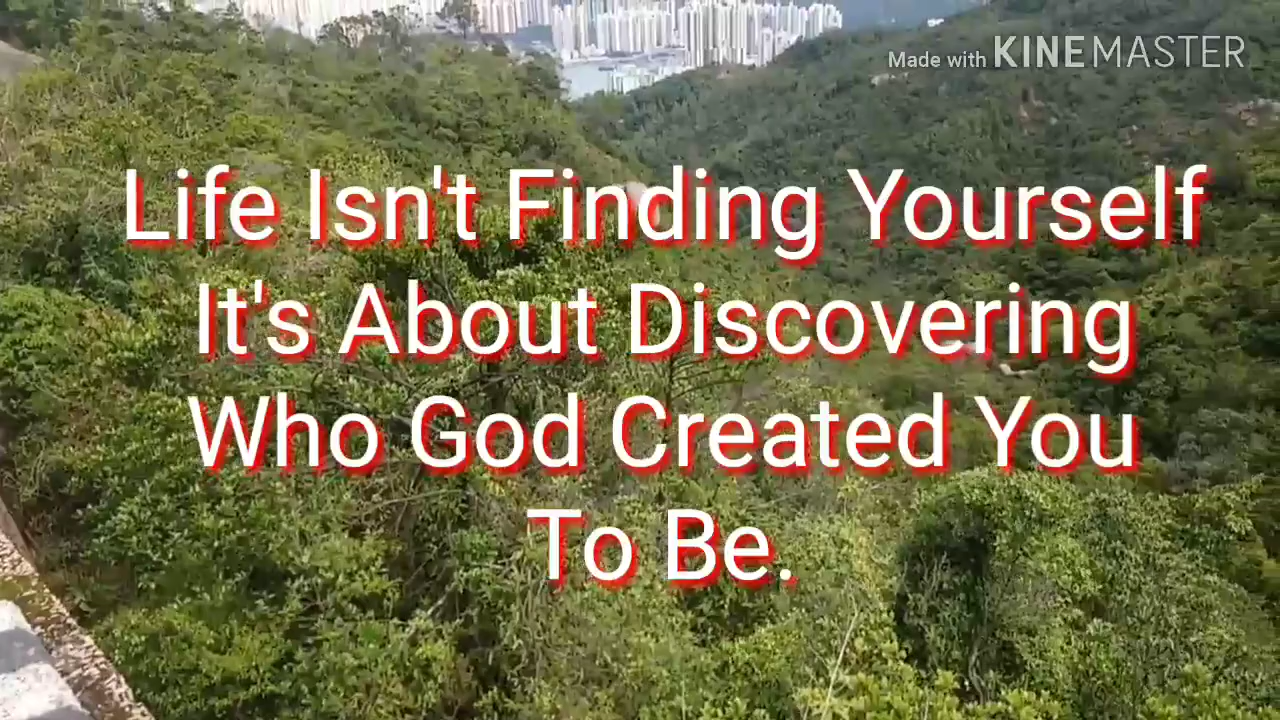 Made with KINEMASTER
Life Isn't Finding Yourself
It's About Discovering
Who God Created You
To Be.